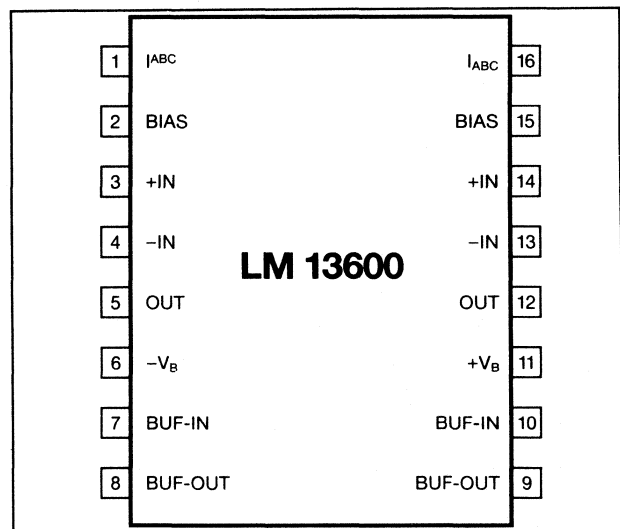 1 IABC IABC 16
2 BIAS BIAS 15
3 +IN +IN 14
4 –IN –IN 13
LM 13600
5 OUT OUT 12
6 –VB +VB 11
7 BUF-IN BUF-IN 10
8 BUF-OUT BUF-OUT 9